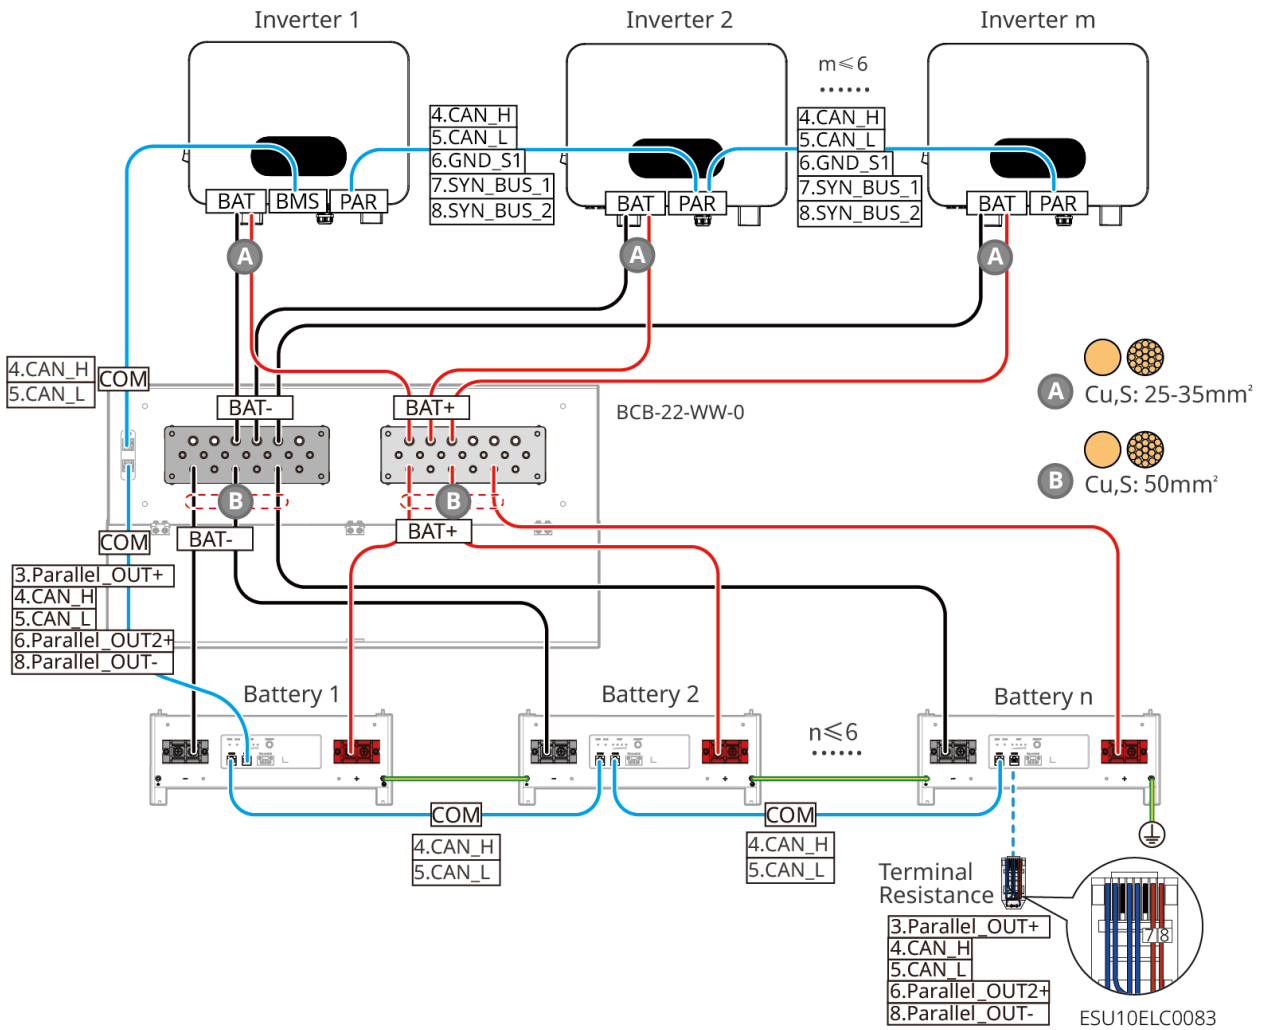 Inverter 1
Inverter 2
Inverter m
m≤6
......
4.CAN_H
5.CAN_L
6.GND_S1
7.SYN_BUS_1
8.SYN_BUS_2
4.CAN_H
5.CAN_L
6.GND_S1
7.SYN_BUS_1
8.SYN_BUS_2
BAT
BMS
PAR
BAT
PAR
BAT
PAR
A
A
A
4.CAN_H
5.CAN_L
COM
BAT-
BAT+
BCB-22-WW-0
A
Cu,S: 25-35mm²
B
Cu,S: 50mm²
B
B
COM
BAT-
BAT+
3.Parallel_OUT+
4.CAN_H
5.CAN_L
6.Parallel_OUT2+
8.Parallel_OUT-
Battery 1
Battery 2
Battery n
n≤6
......
-
+
-
+
-
+
COM
4.CAN_H
5.CAN_L
COM
4.CAN_H
5.CAN_L
Terminal
Resistance
3.Parallel_OUT+
4.CAN_H
5.CAN_L
6.Parallel_OUT2+
8.Parallel_OUT-
7 8
ESU10ELC0083